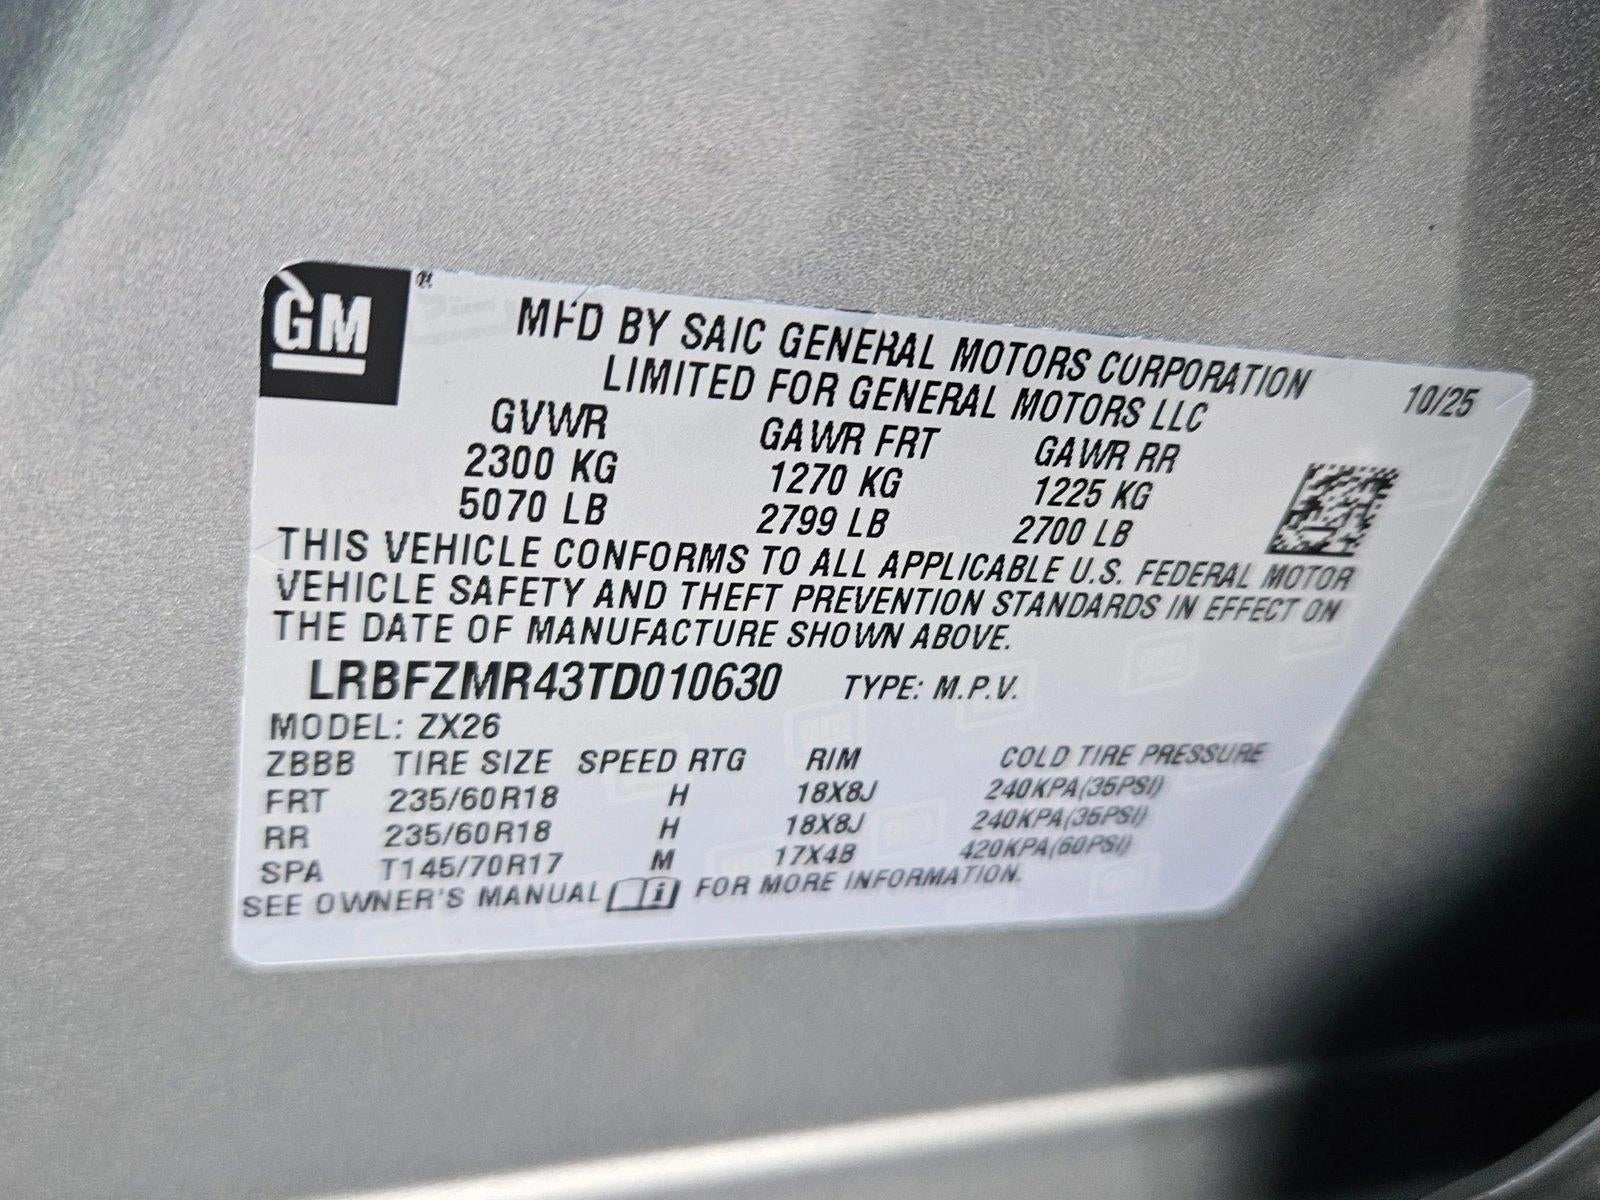 GM
MFD BY SAIC GENERAL MOTORS CORPORATION
LIMITED FOR GENERAL MOTORS LLC
10/25
GVWR GAWR FRT GAWR RR
2300 KG 1270 KG 1225 KG
5070 LB 2799 LB 2700 LB
THIS VEHICLE CONFORMS TO ALL APPLICABLE U.S. FEDERAL MOTOR
VEHICLE SAFETY AND THEFT PREVENTION STANDARDS IN EFFECT ON
THE DATE OF MANUFACTURE SHOWN ABOVE.
LRBFZMR43TD010630 TYPE: M.P.V.
MODEL: ZX26
ZBBB TIRE SIZE SPEED RTG RIM COLD TIRE PRESSURE
FRT 235/60R18 H 18X8J 240KPA(35PSI)
RR 235/60R18 H 18X8J 240KPA(35PSI)
SPA T145/70R17 M 17X4B 420KPA(60PSI)
SEE OWNER'S MANUAL i FOR MORE INFORMATION.